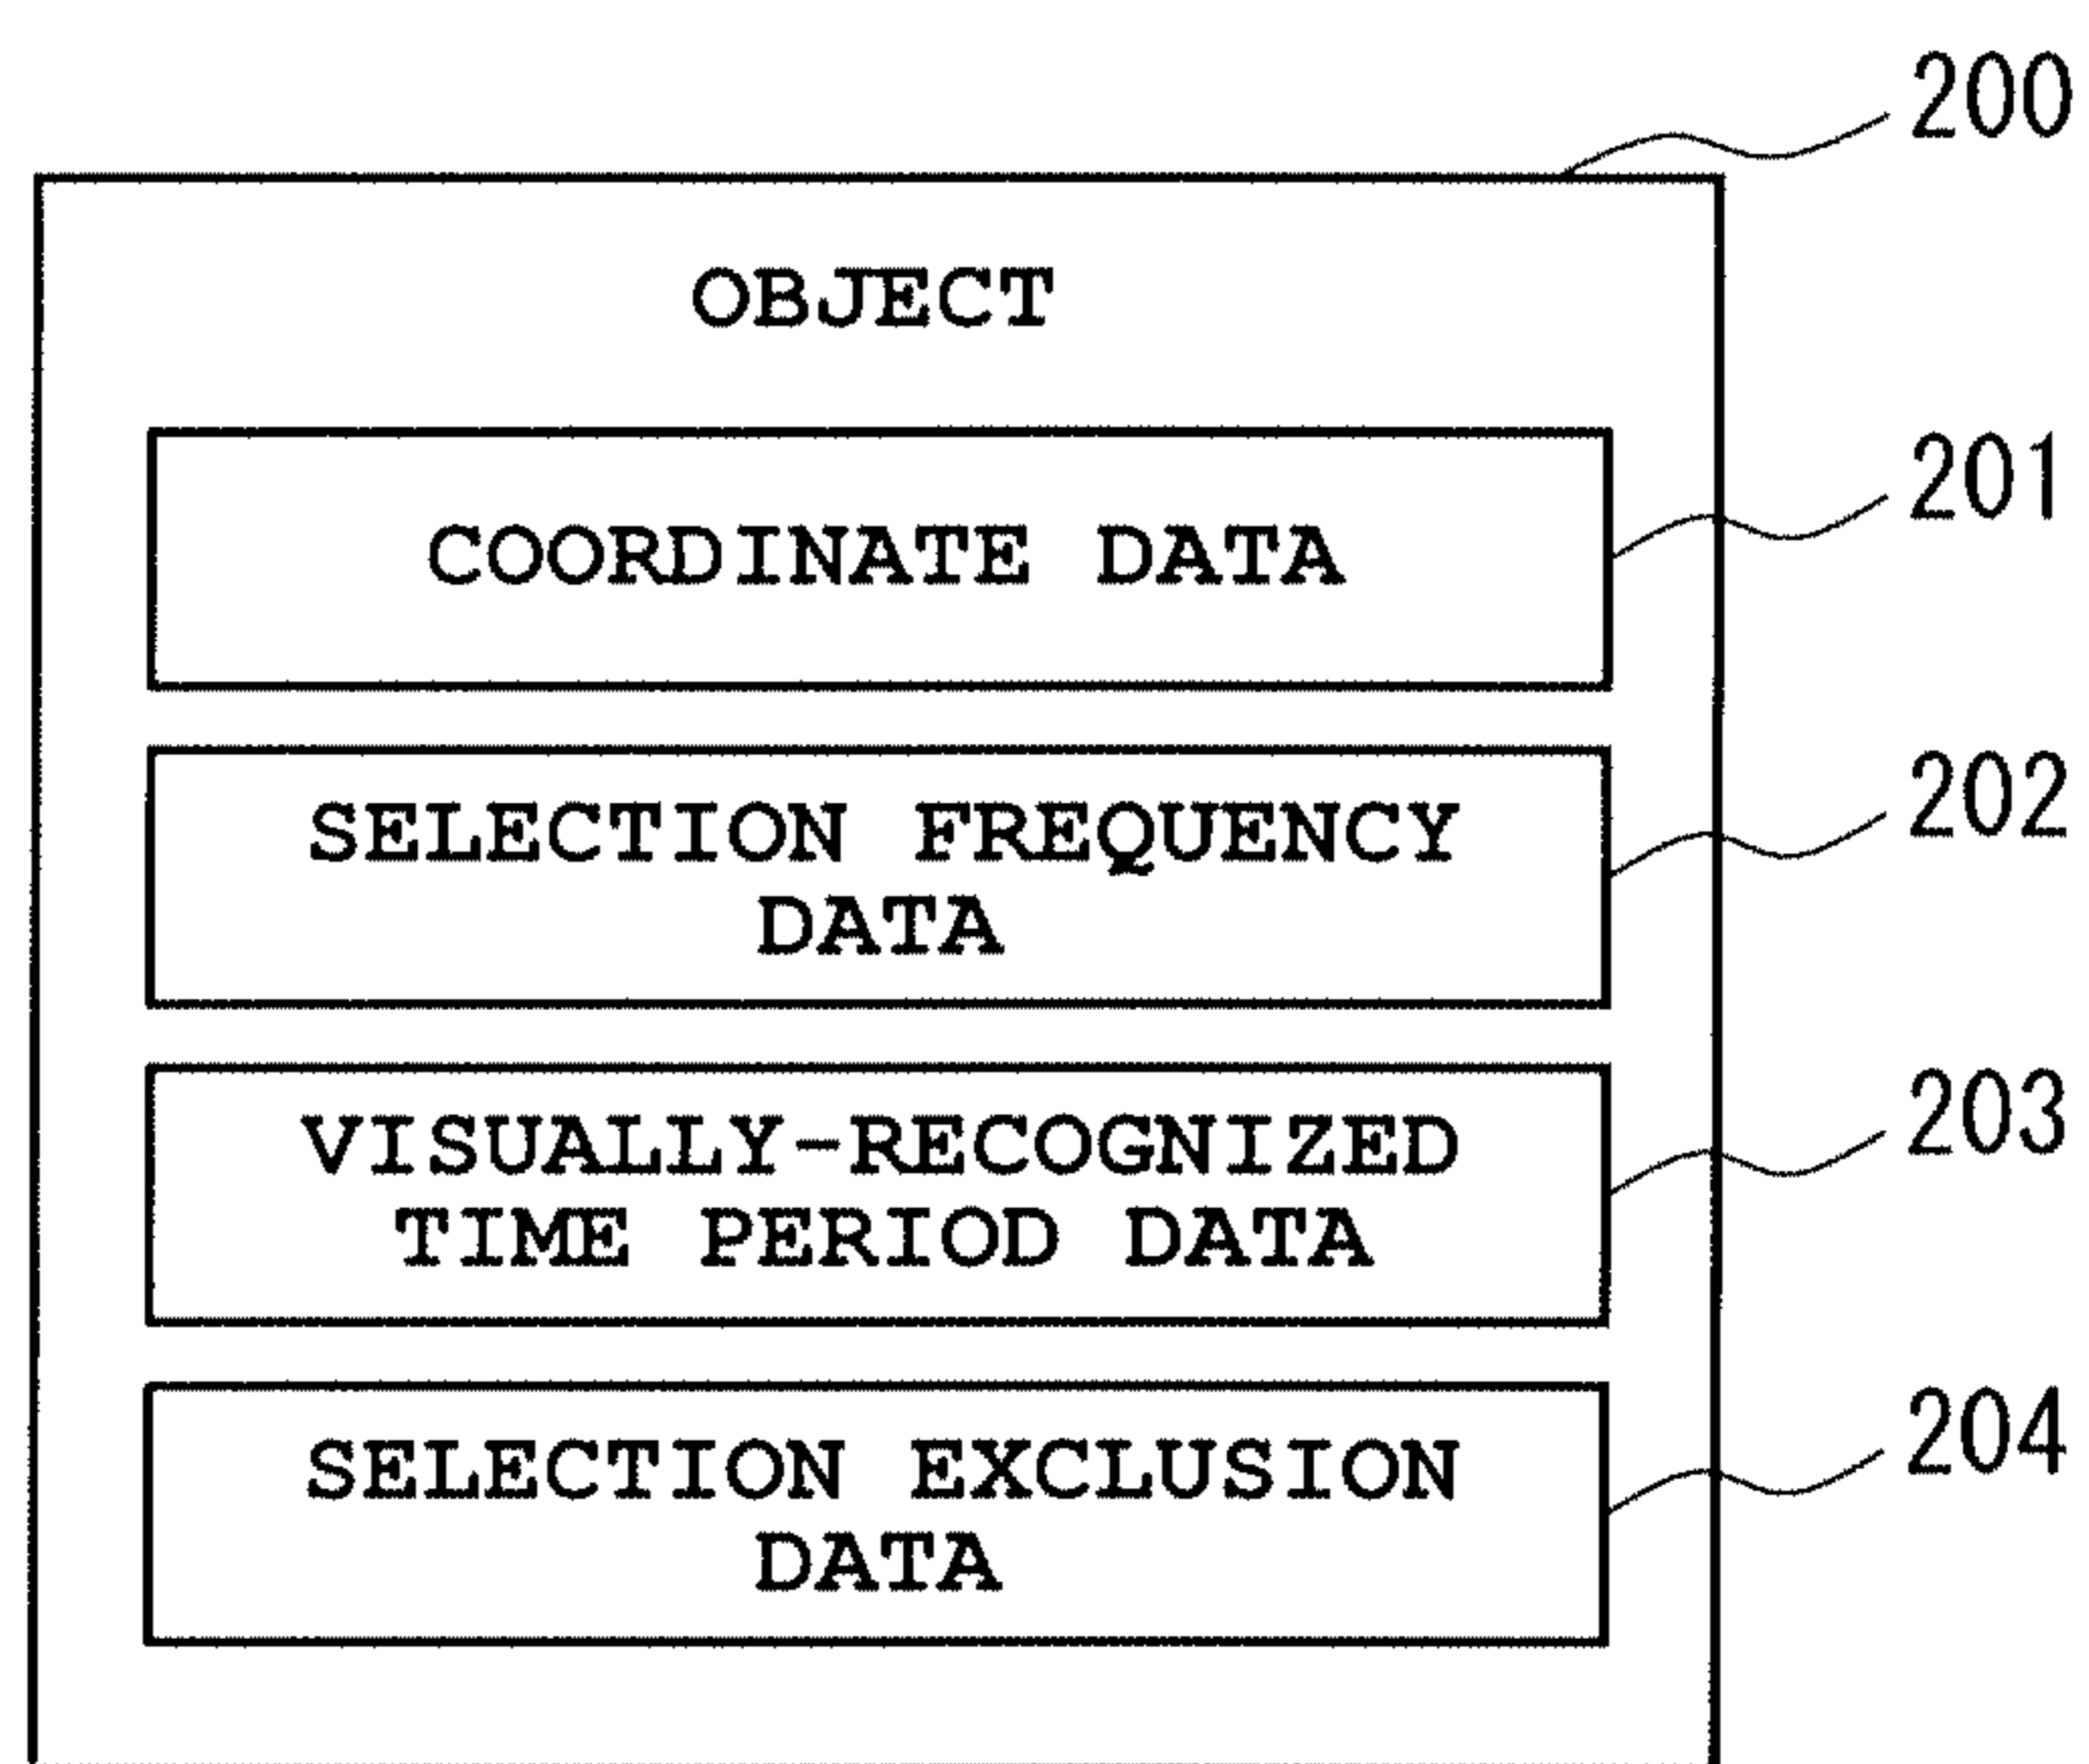 200
OBJECT
201
COORDINATE DATA
202
SELECTION FREQUENCY
DATA
203
VISUALLY-RECOGNIZED
TIME PERIOD DATA
204
SELECTION EXCLUSION
DATA